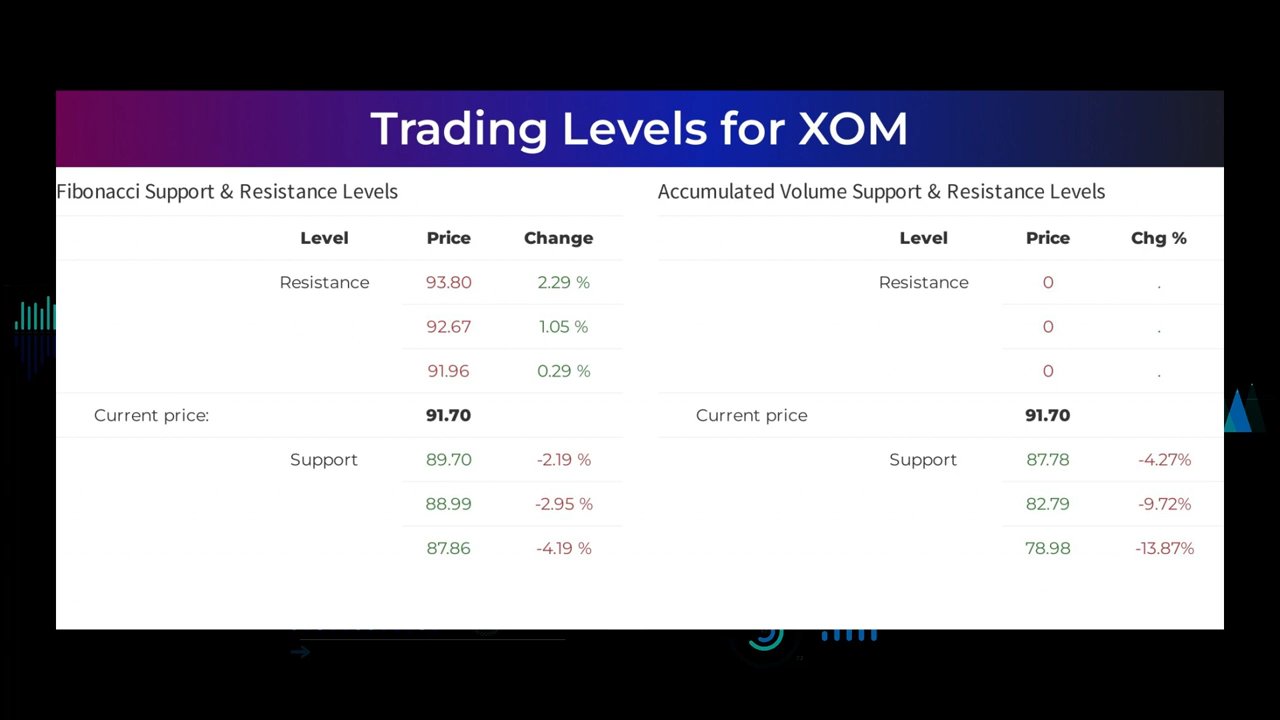 Trading Levels for XOM
Fibonacci Support & Resistance Levels
Level Price Change
Resistance 93.80 2.29 %
92.67 1.05 %
91.96 0.29 %
Current price: 91.70
Support 89.70 -2.19 %
88.99 -2.95 %
87.86 -4.19 %
Accumulated Volume Support & Resistance Levels
Level Price Chg %
Resistance 0 .
0 .
0 .
Current price 91.70
Support 87.78 -4.27%
82.79 -9.72%
78.98 -13.87%